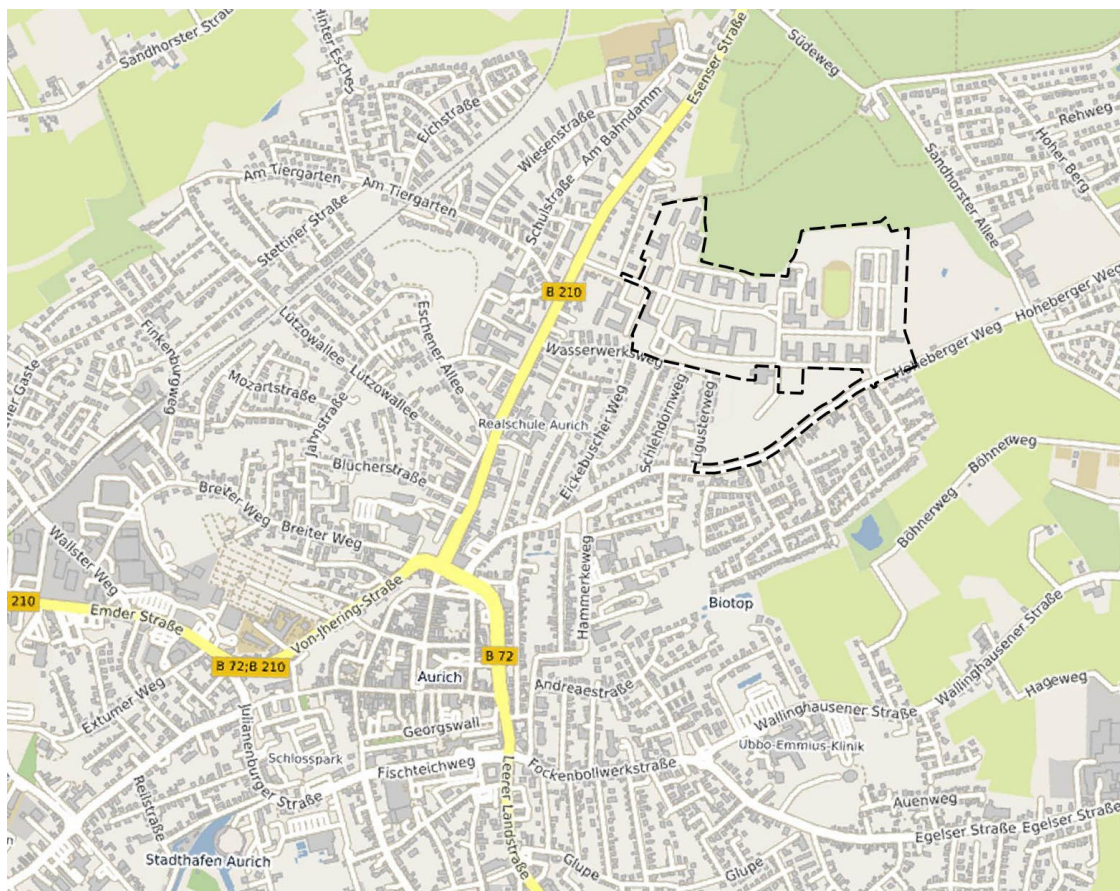 Sandhorster Straße
Hinter Esches
Esenser Straße
Südeweg
Rehweg
Hoher Berg
Eichstraße
Wiesenstraße
Am Bahndamm
Schulstraße
Am Tiergarten
Am Tiergarten
Stettiner Straße
Sandhorster Allee
B 210
Hoheberger Weg
Hoheberger Weg
Finkenburgweg
Lützowallee
Lützowallee
Eschener Allee
Wasserwerksweg
Mozartstraße
Jahnstraße
Realschule Aurich
Eickebuscher Weg
Schlehdornweg
Ligusterweg
Blücherstraße
Breiter Weg
Breiter Weg
Böhnerweg
Wallster Weg
Hammerkeweg
210
Emder Straße
Von-Jhering-Straße
Biotop
B 72;B 210
B 72
Aurich
Andreaestraße
Wallinghausener Straße
Wallinghausener Straße
Hageweg
Extumer Weg
Julianenburger Straße
Georgswall
Schlosspark
Fischteichweg
Fockenbollwerkstraße
Ubbo-Emmius-Klinik
Leerer Landstraße
Reilstraße
Auenweg
Egelser Straße
Egelser Straße
Stadthafen Aurich
Glupe
Glupe